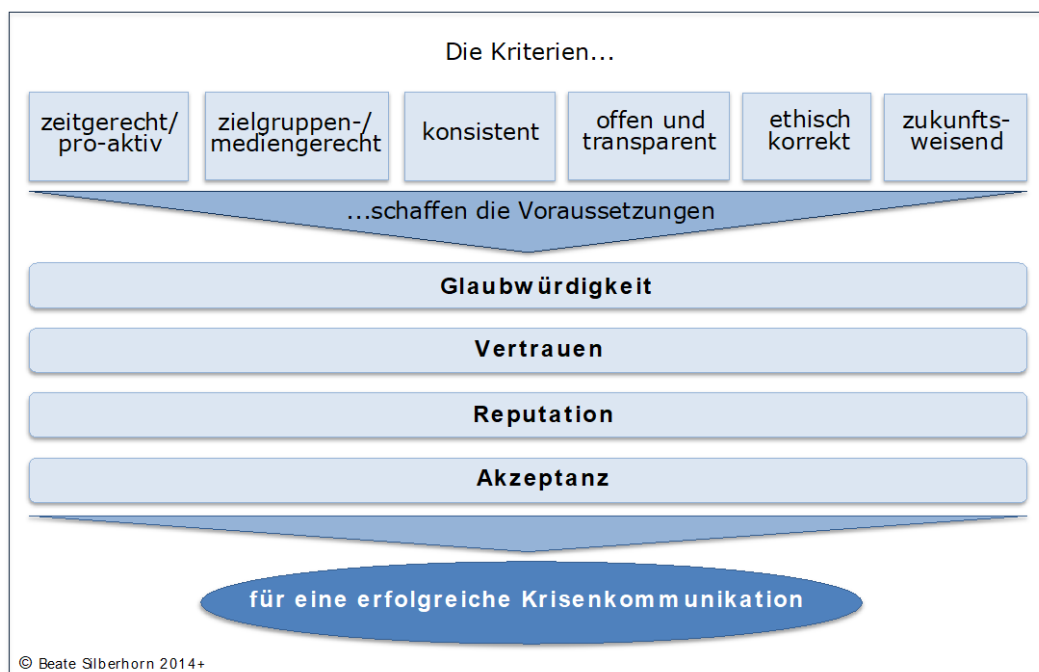 Die Kriterien...
zeitgerecht/
pro-aktiv
zielgruppen-/
mediengerecht
konsistent
offen und
transparent
ethisch
korrekt
zukunfts-
weisend
...schaffen die Voraussetzungen
Glaubwürdigkeit
Vertrauen
Reputation
Akzeptanz
für eine erfolgreiche Krisenkommunikation
© Beate Silberhorn 2014+